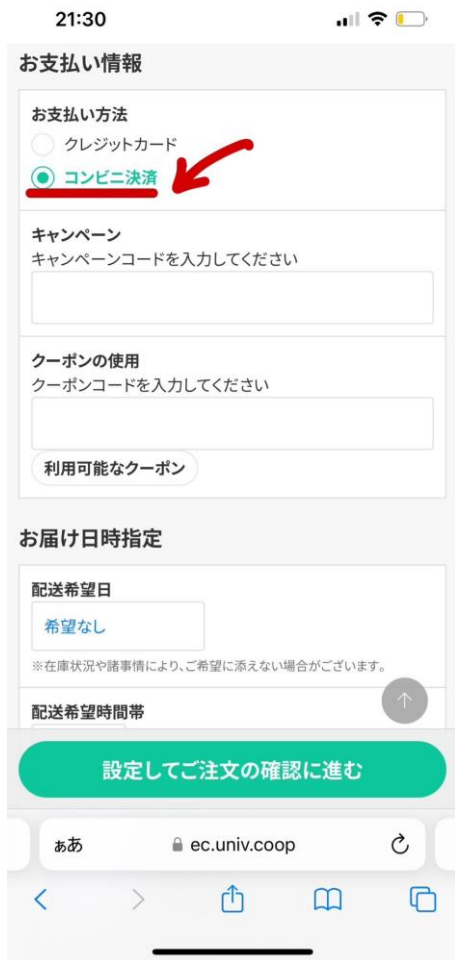 21:30
お支払い情報
お支払い方法
クレジットカード
コンビニ決済
キャンペーン
キャンペーンコードを入力してください
クーポンの使用
クーポンコードを入力してください
利用可能なクーポン
お届け日時指定
配送希望日
希望なし
※在庫状況や諸事情により、ご希望に添えない場合がございます。
配送希望時間帯
設定してご注文の確認に進む
ぁあ
ec.univ.coop